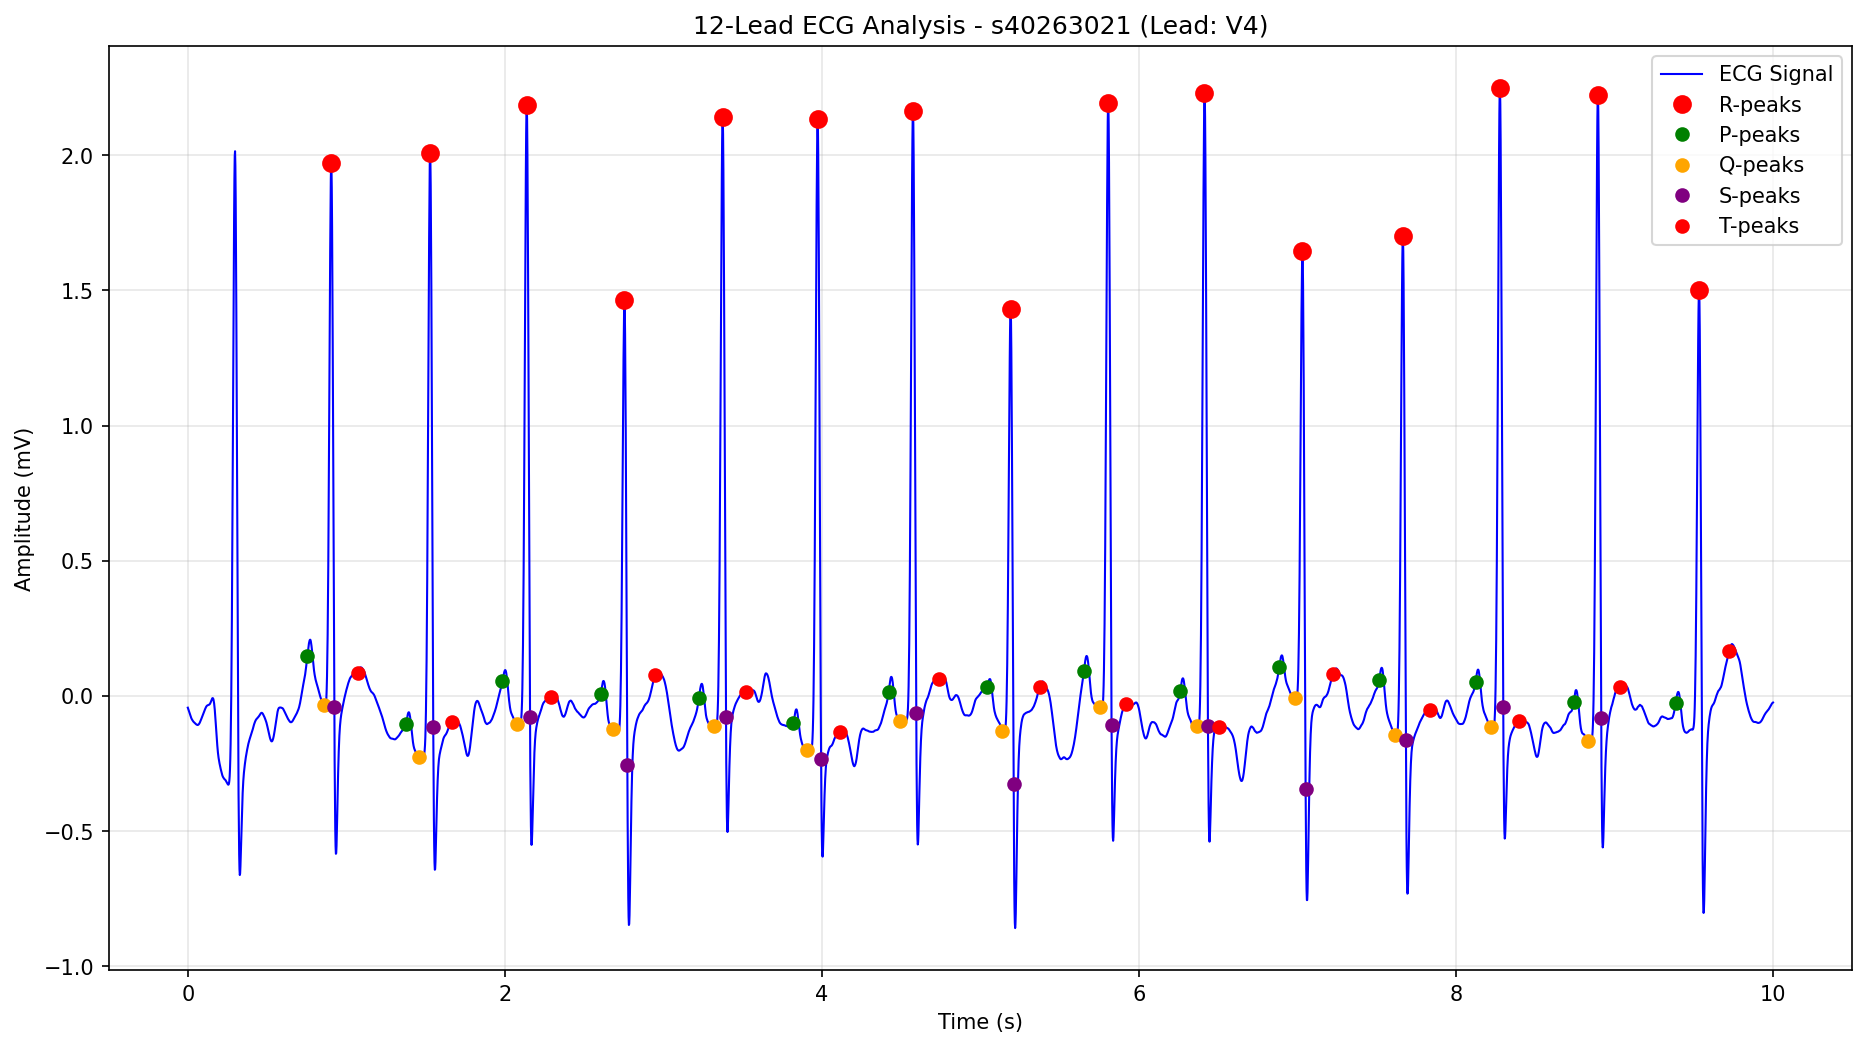 12-Lead ECG Analysis - s40263021 (Lead: V4)
ECG Signal
R-peaks
P-peaks
Q-peaks
S-peaks
T-peaks
2.0
1.5
1.0
0.5
0.0
−0.5
−1.0
Amplitude (mV)
0 2 4 6 8 10
Time (s)